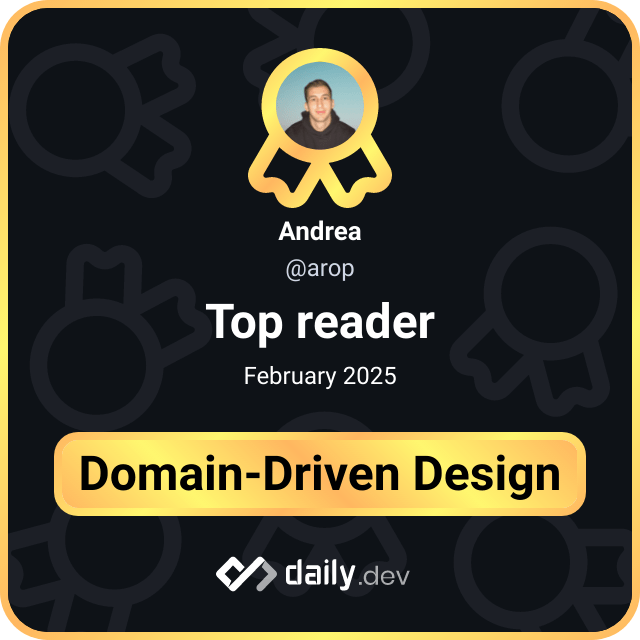 Andrea
@arop
Top reader
February 2025
Domain-Driven Design
daily.dev